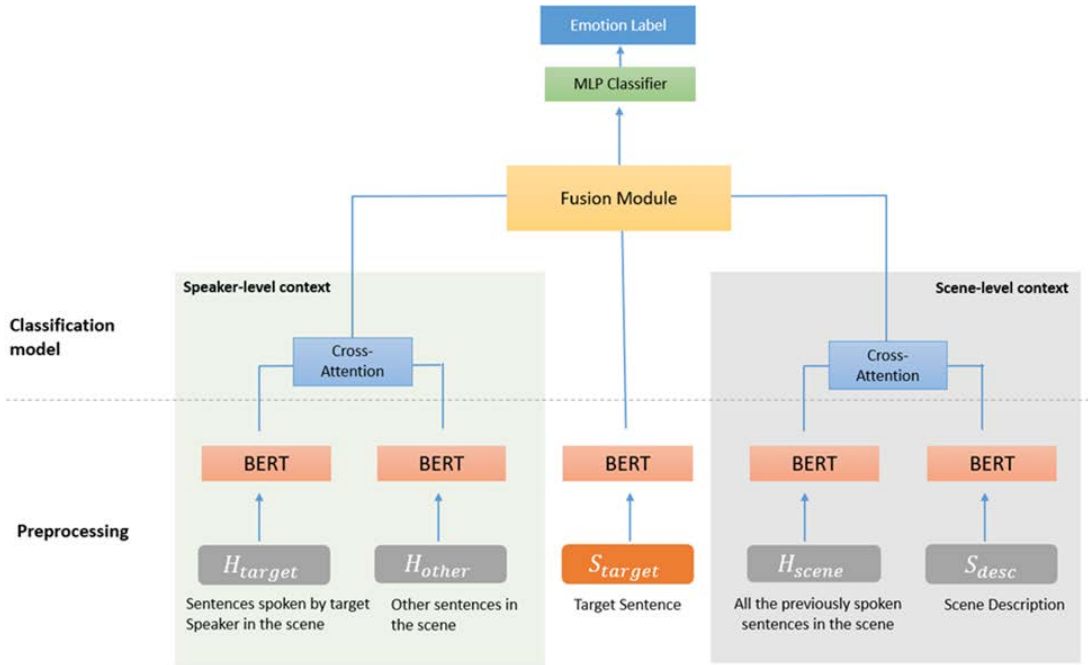 Emotion Label
MLP Classifier
Fusion Module
Speaker-level context
Scene-level context
Classification
model
Cross-
Attention
Cross-
Attention
BERT
BERT
BERT
BERT
BERT
Preprocessing
H_target
H_other
S_target
H_scene
S_desc
Sentences spoken by target
Speaker in the scene
Other sentences in
the scene
Target Sentence
All the previously spoken
sentences in the scene
Scene Description